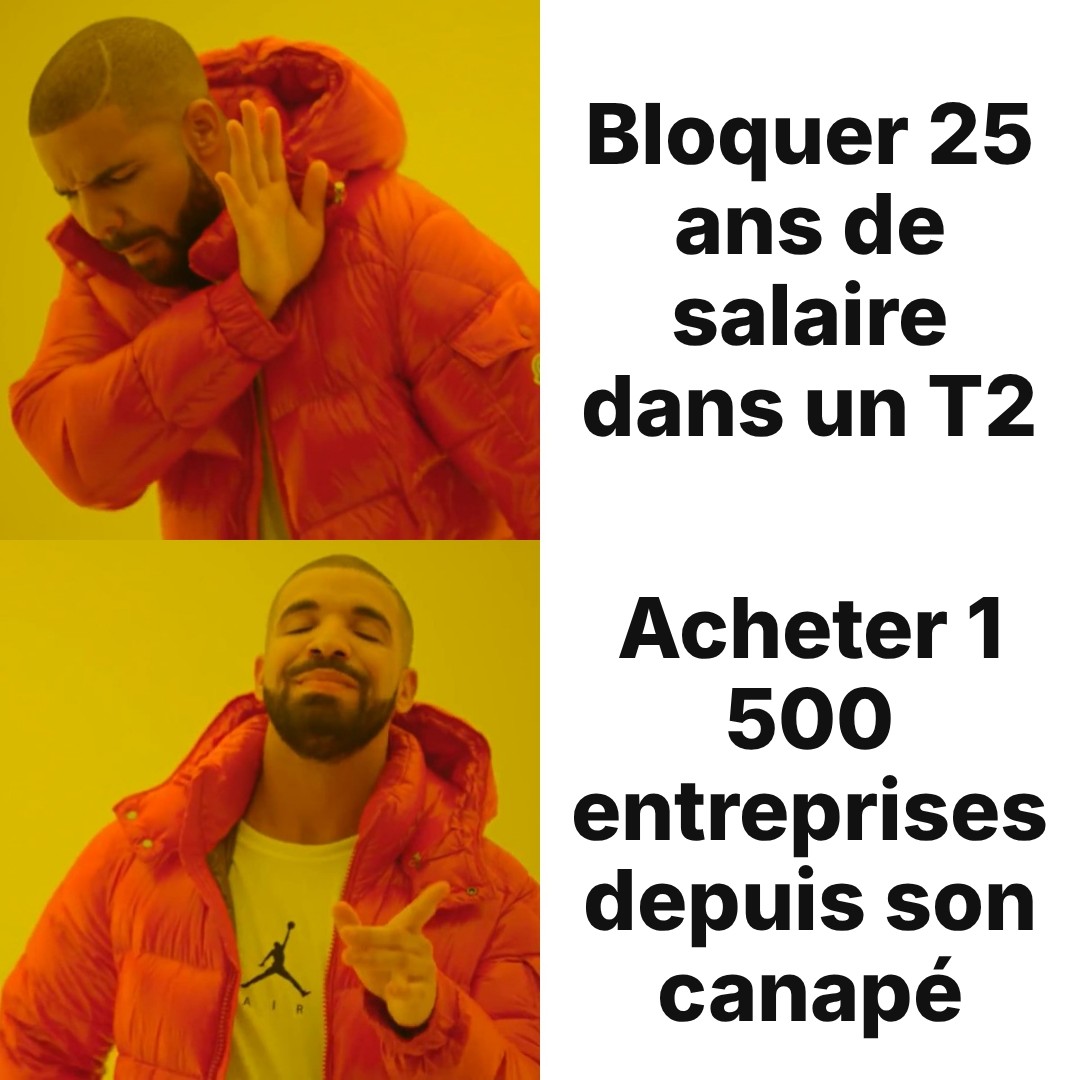 Bloquer 25
ans de
salaire
dans un T2
Acheter 1
500
entreprises
depuis son
canapé
A I R